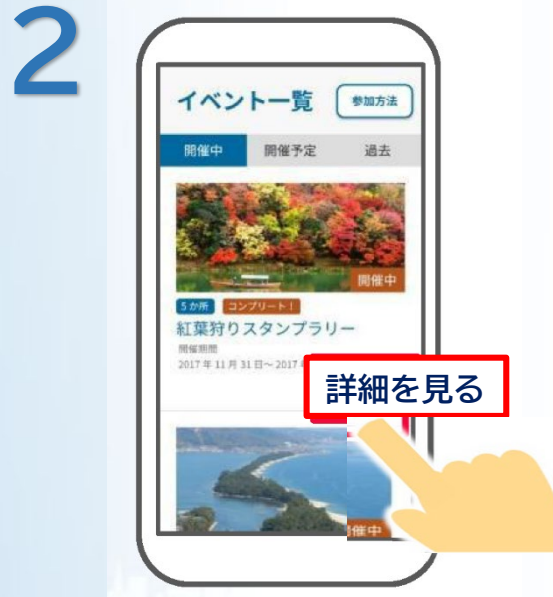 2
イベント一覧 参加方法
開催中 開催予定 過去
開催中
5か所 コンプリート！
紅葉狩りスタンプラリー
開催期間
2017年11月31日〜2017
詳細を見る
催中